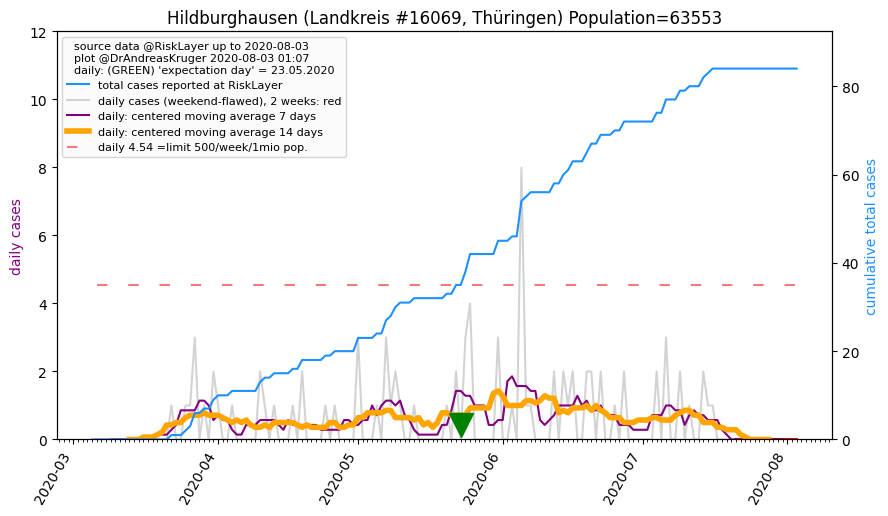 Hildburghausen (Landkreis #16069, Thüringen) Population=63553
source data @RiskLayer up to 2020-08-03
plot @DrAndreasKruger 2020-08-03 01:07
daily: (GREEN) 'expectation day' = 23.05.2020
total cases reported at RiskLayer
daily cases (weekend-flawed), 2 weeks: red
daily: centered moving average 7 days
daily: centered moving average 14 days
daily 4.54 =limit 500/week/1mio pop.
daily cases
12
10
8
6
4
2
0
80
60
40
20
0
cumulative total cases
2020-03
2020-04
2020-05
2020-06
2020-07
2020-08